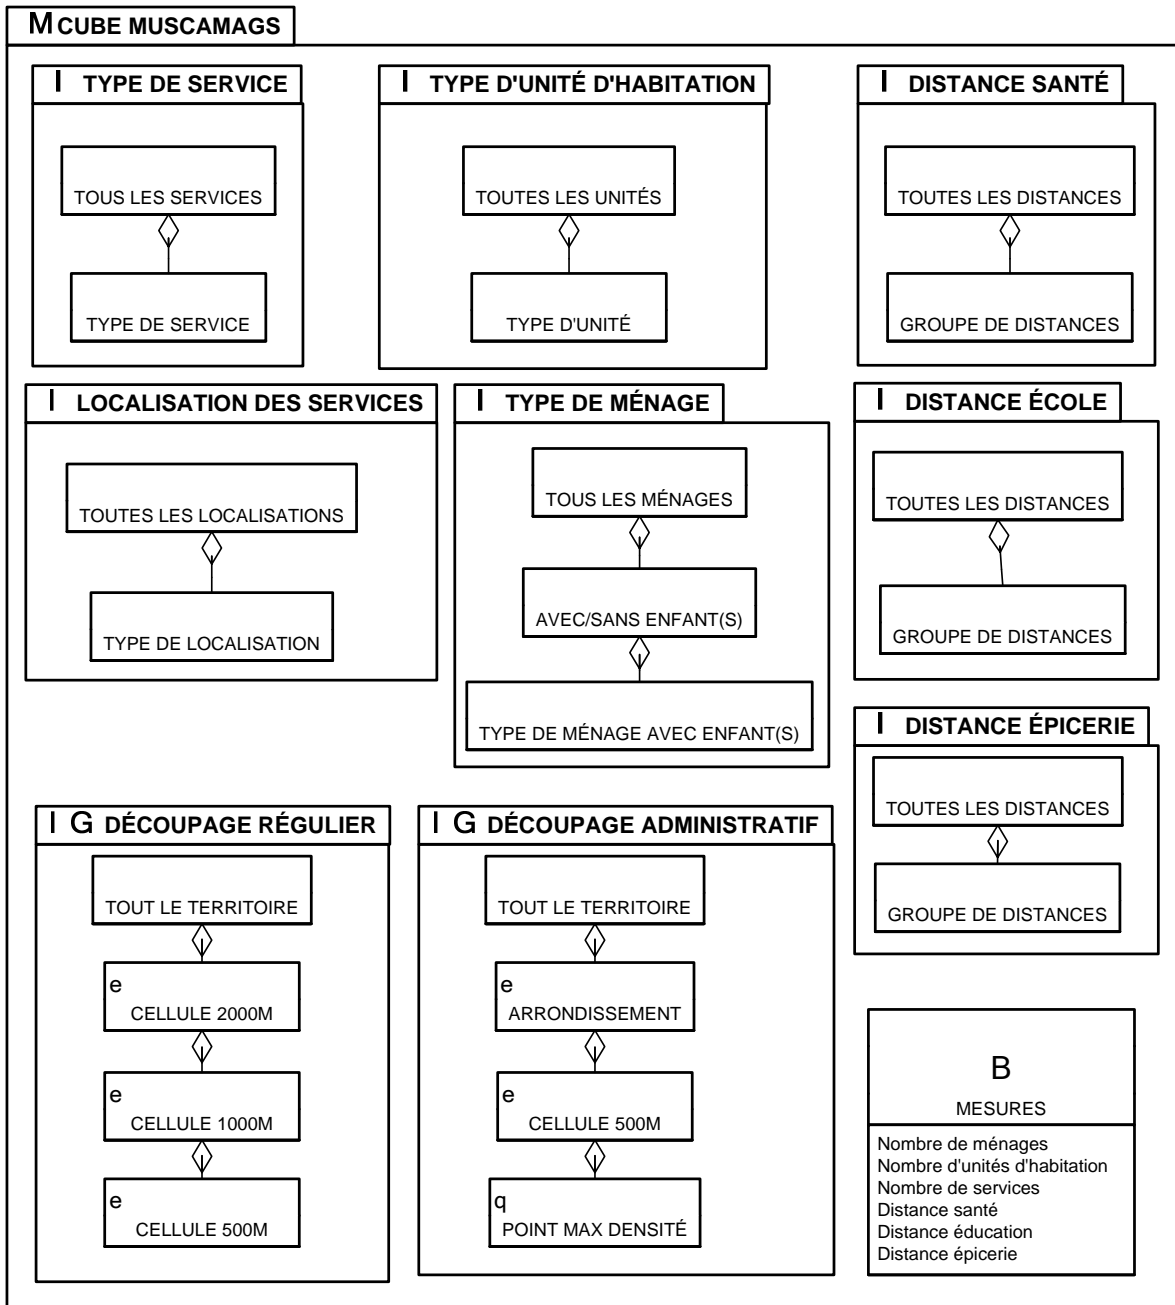 M CUBE MUSCAMAGS
I TYPE DE SERVICE
TOUS LES SERVICES
TYPE DE SERVICE
I TYPE D'UNITÉ D'HABITATION
TOUTES LES UNITÉS
TYPE D'UNITÉ
I DISTANCE SANTÉ
TOUTES LES DISTANCES
GROUPE DE DISTANCES
I LOCALISATION DES SERVICES
TOUTES LES LOCALISATIONS
TYPE DE LOCALISATION
I TYPE DE MÉNAGE
TOUS LES MÉNAGES
AVEC/SANS ENFANT(S)
TYPE DE MÉNAGE AVEC ENFANT(S)
I DISTANCE ÉCOLE
TOUTES LES DISTANCES
GROUPE DE DISTANCES
I DISTANCE ÉPICERIE
TOUTES LES DISTANCES
GROUPE DE DISTANCES
I G DÉCOUPAGE RÉGULIER
TOUT LE TERRITOIRE
e
CELLULE 2000M
e
CELLULE 1000M
e
CELLULE 500M
I G DÉCOUPAGE ADMINISTRATIF
TOUT LE TERRITOIRE
e
ARRONDISSEMENT
e
CELLULE 500M
q
POINT MAX DENSITÉ
B
MESURES
Nombre de ménages
Nombre d'unités d'habitation
Nombre de services
Distance santé
Distance éducation
Distance épicerie